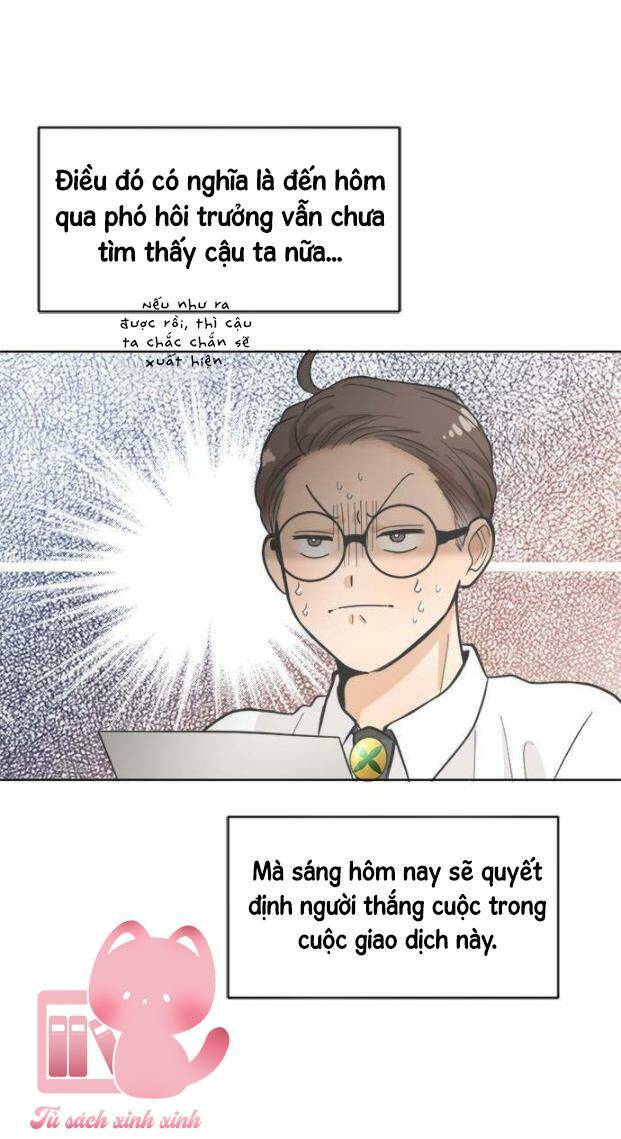 Điều đó có nghĩa là đến hôm
qua phó hôi trưởng vẫn chưa
tìm thấy cậu ta nữa...
Nếu như ra
được rồi, thì cậu
ta chắc chắn sẽ
xuất hiện
Mà sáng hôm nay sẽ quyết
định người thắng cuộc trong
cuộc giao dịch này.
Tủ sách xinh xinh